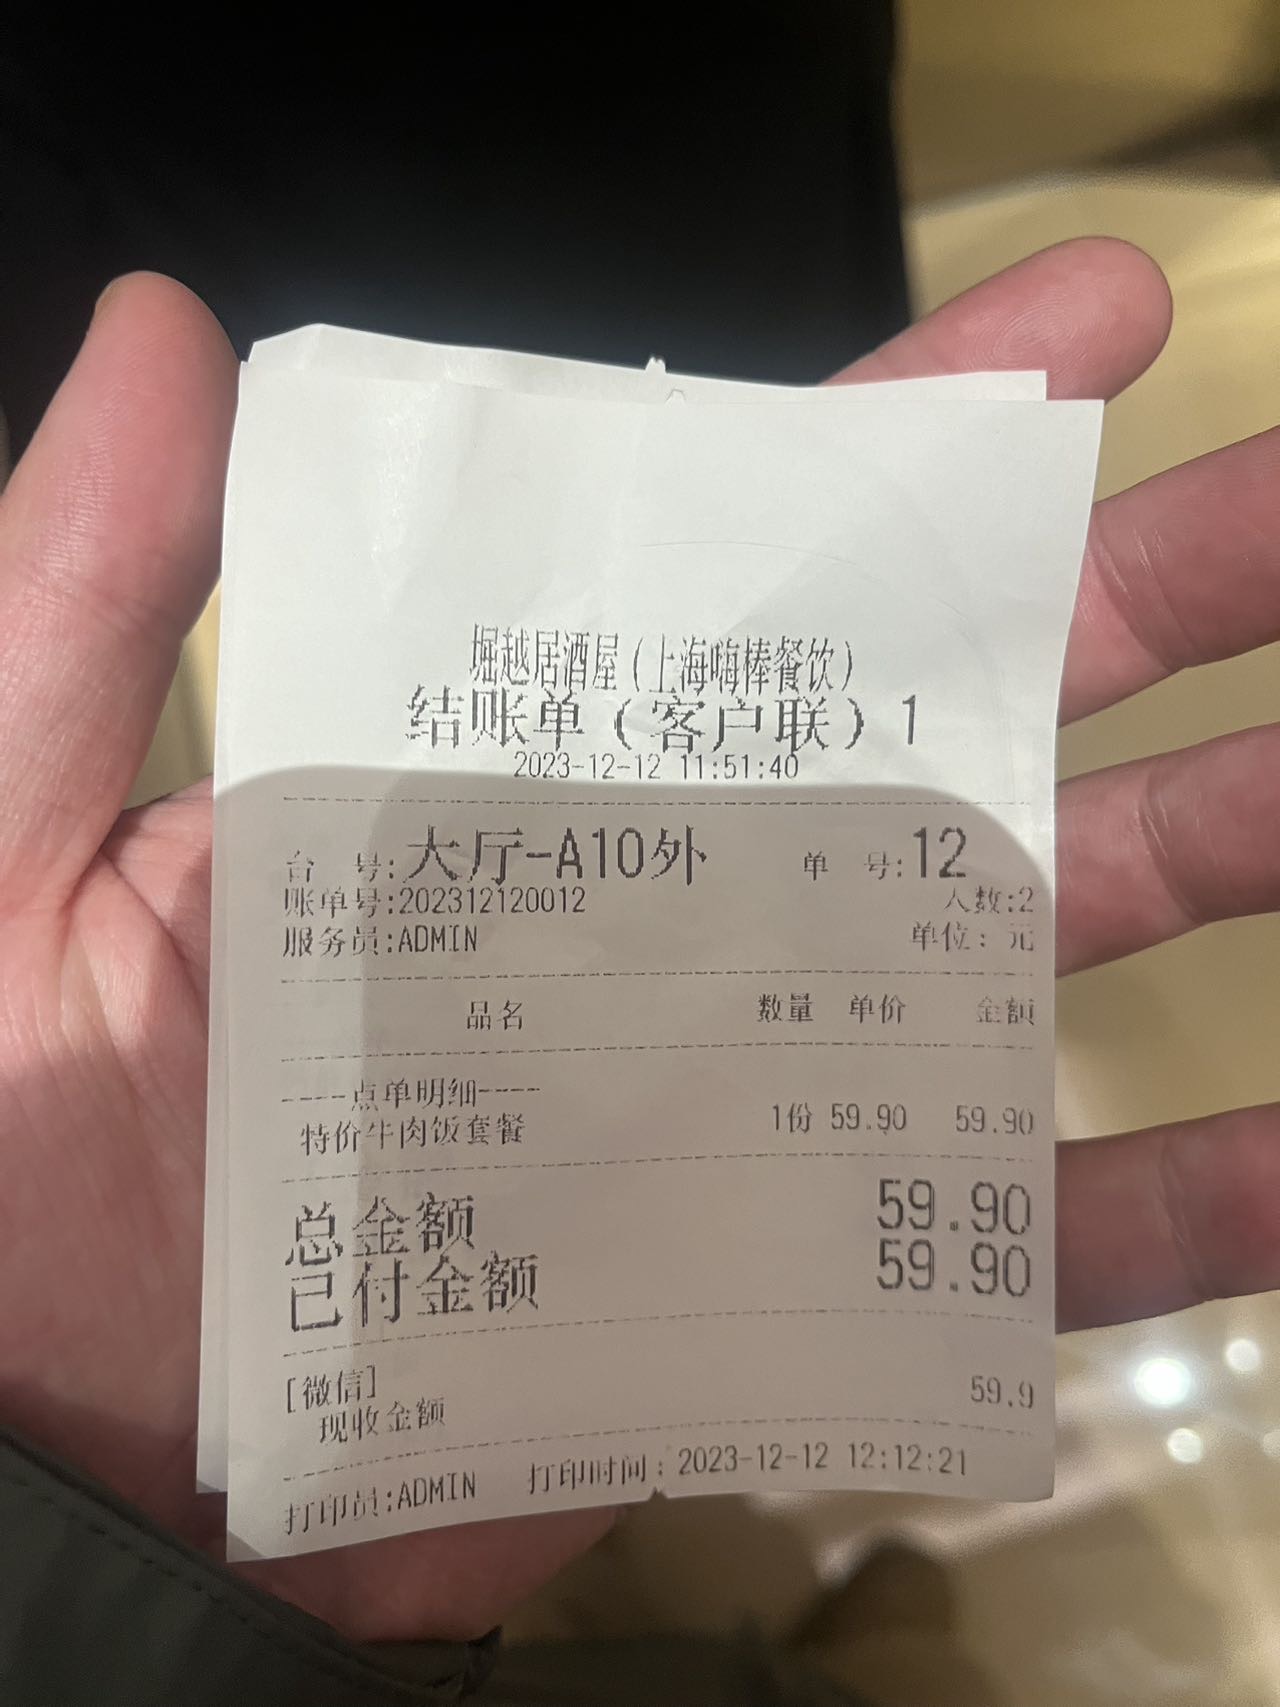 堀越居酒屋(上海嗨棒餐饮)
结账单(客户联)1
2023-12-12 11:51:40
台 号:大厅-A10外 单 号:12
账单号:202312120012 人数:2
服务员:ADMIN 单位: 元
品名 数量 单价 金额
----点单明细----
特价牛肉饭套餐 1份 59.90 59.90
总金额 59.90
已付金额 59.90
[微信]
现收金额 59.9
打印员:ADMIN 打印时间:2023-12-12 12:12:21